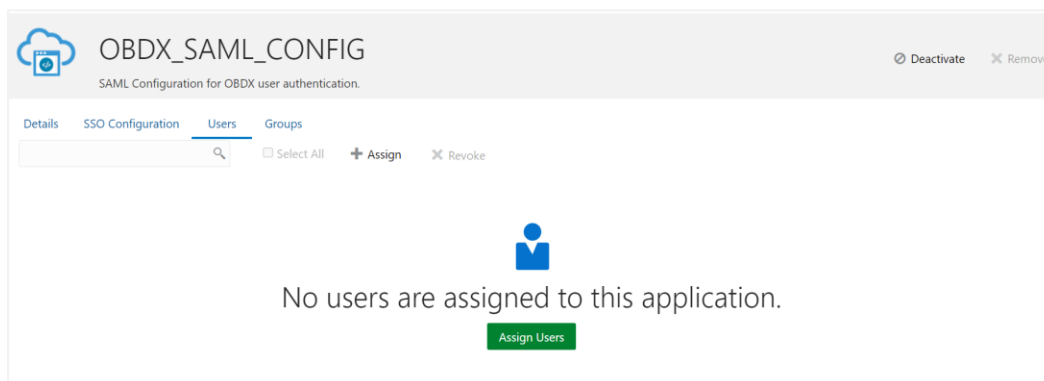 OBDX_SAML_CONFIG
SAML Configuration for OBDX user authentication.
Deactivate
Remove
Details SSO Configuration Users Groups
Select All Assign Revoke
No users are assigned to this application.
Assign Users